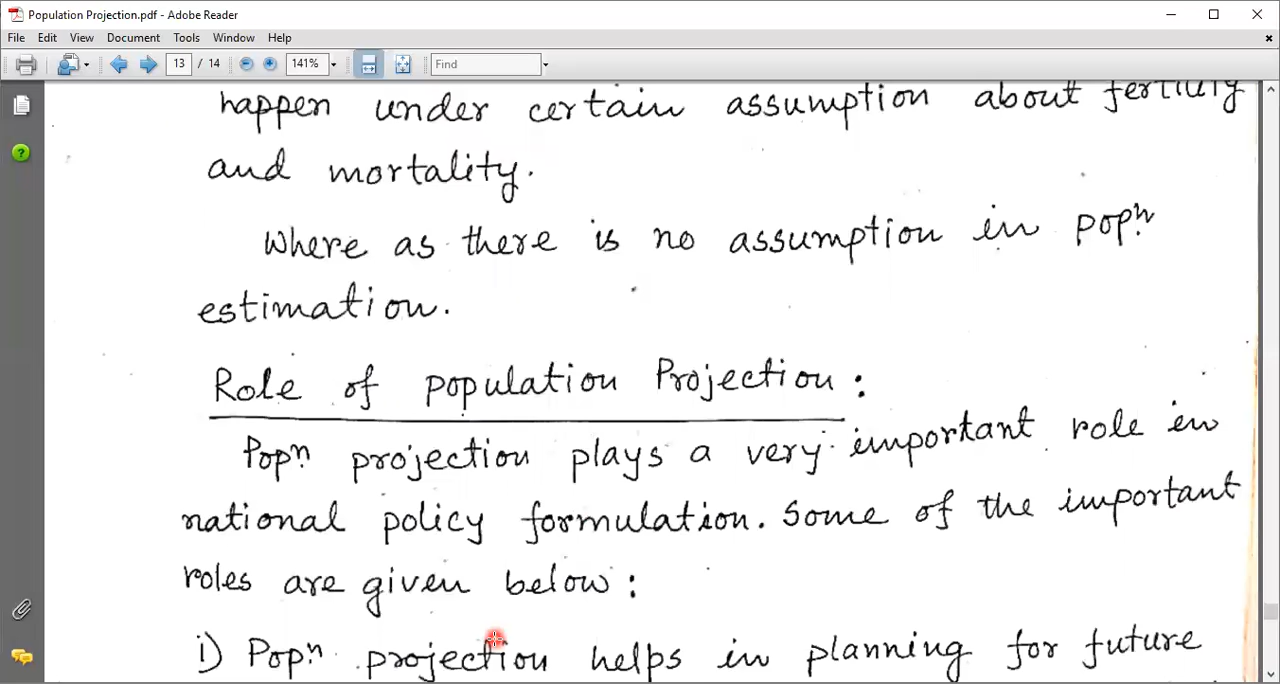 Population Projection.pdf - Adobe Reader
File Edit View Document Tools Window Help
13 / 14 141% Find
happen under certain assumption about fertility
and mortality.
Where as there is no assumption in popⁿ
estimation.
Role of population Projection :
Popⁿ projection plays a very important role in
national policy formulation. Some of the important
roles are given below :
i) Popⁿ projection helps in planning for future